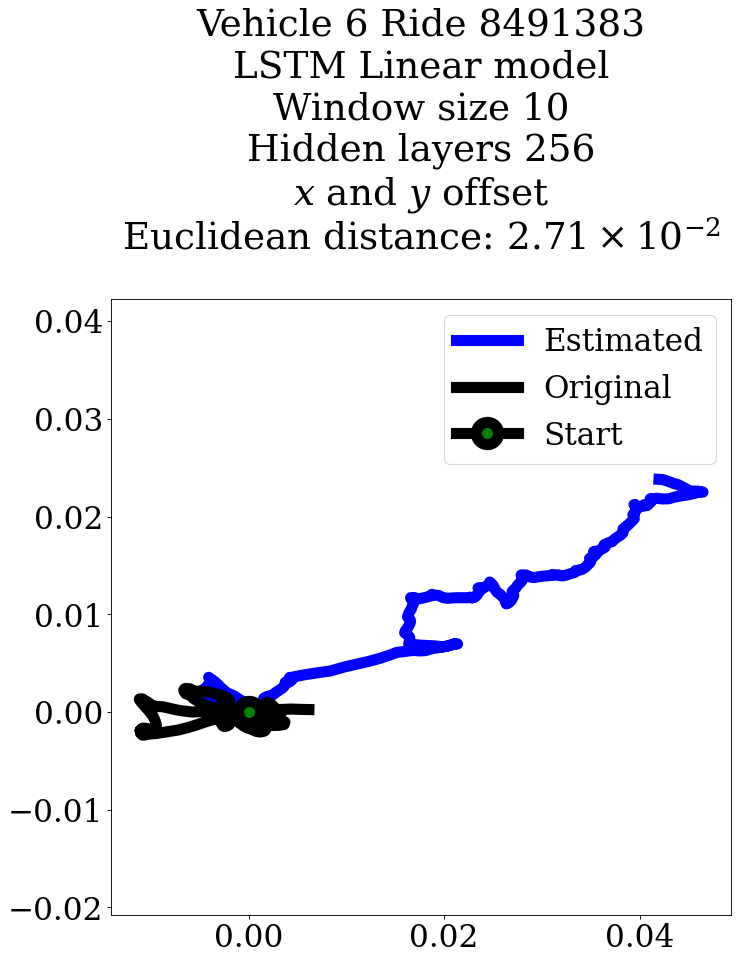 Vehicle 6 Ride 8491383
LSTM Linear model
Window size 10
Hidden layers 256
x and y offset
Euclidean distance: 2.71 × 10⁻²
Estimated
Original
Start
0.04
0.03
0.02
0.01
0.00
−0.01
−0.02
0.00 0.02 0.04